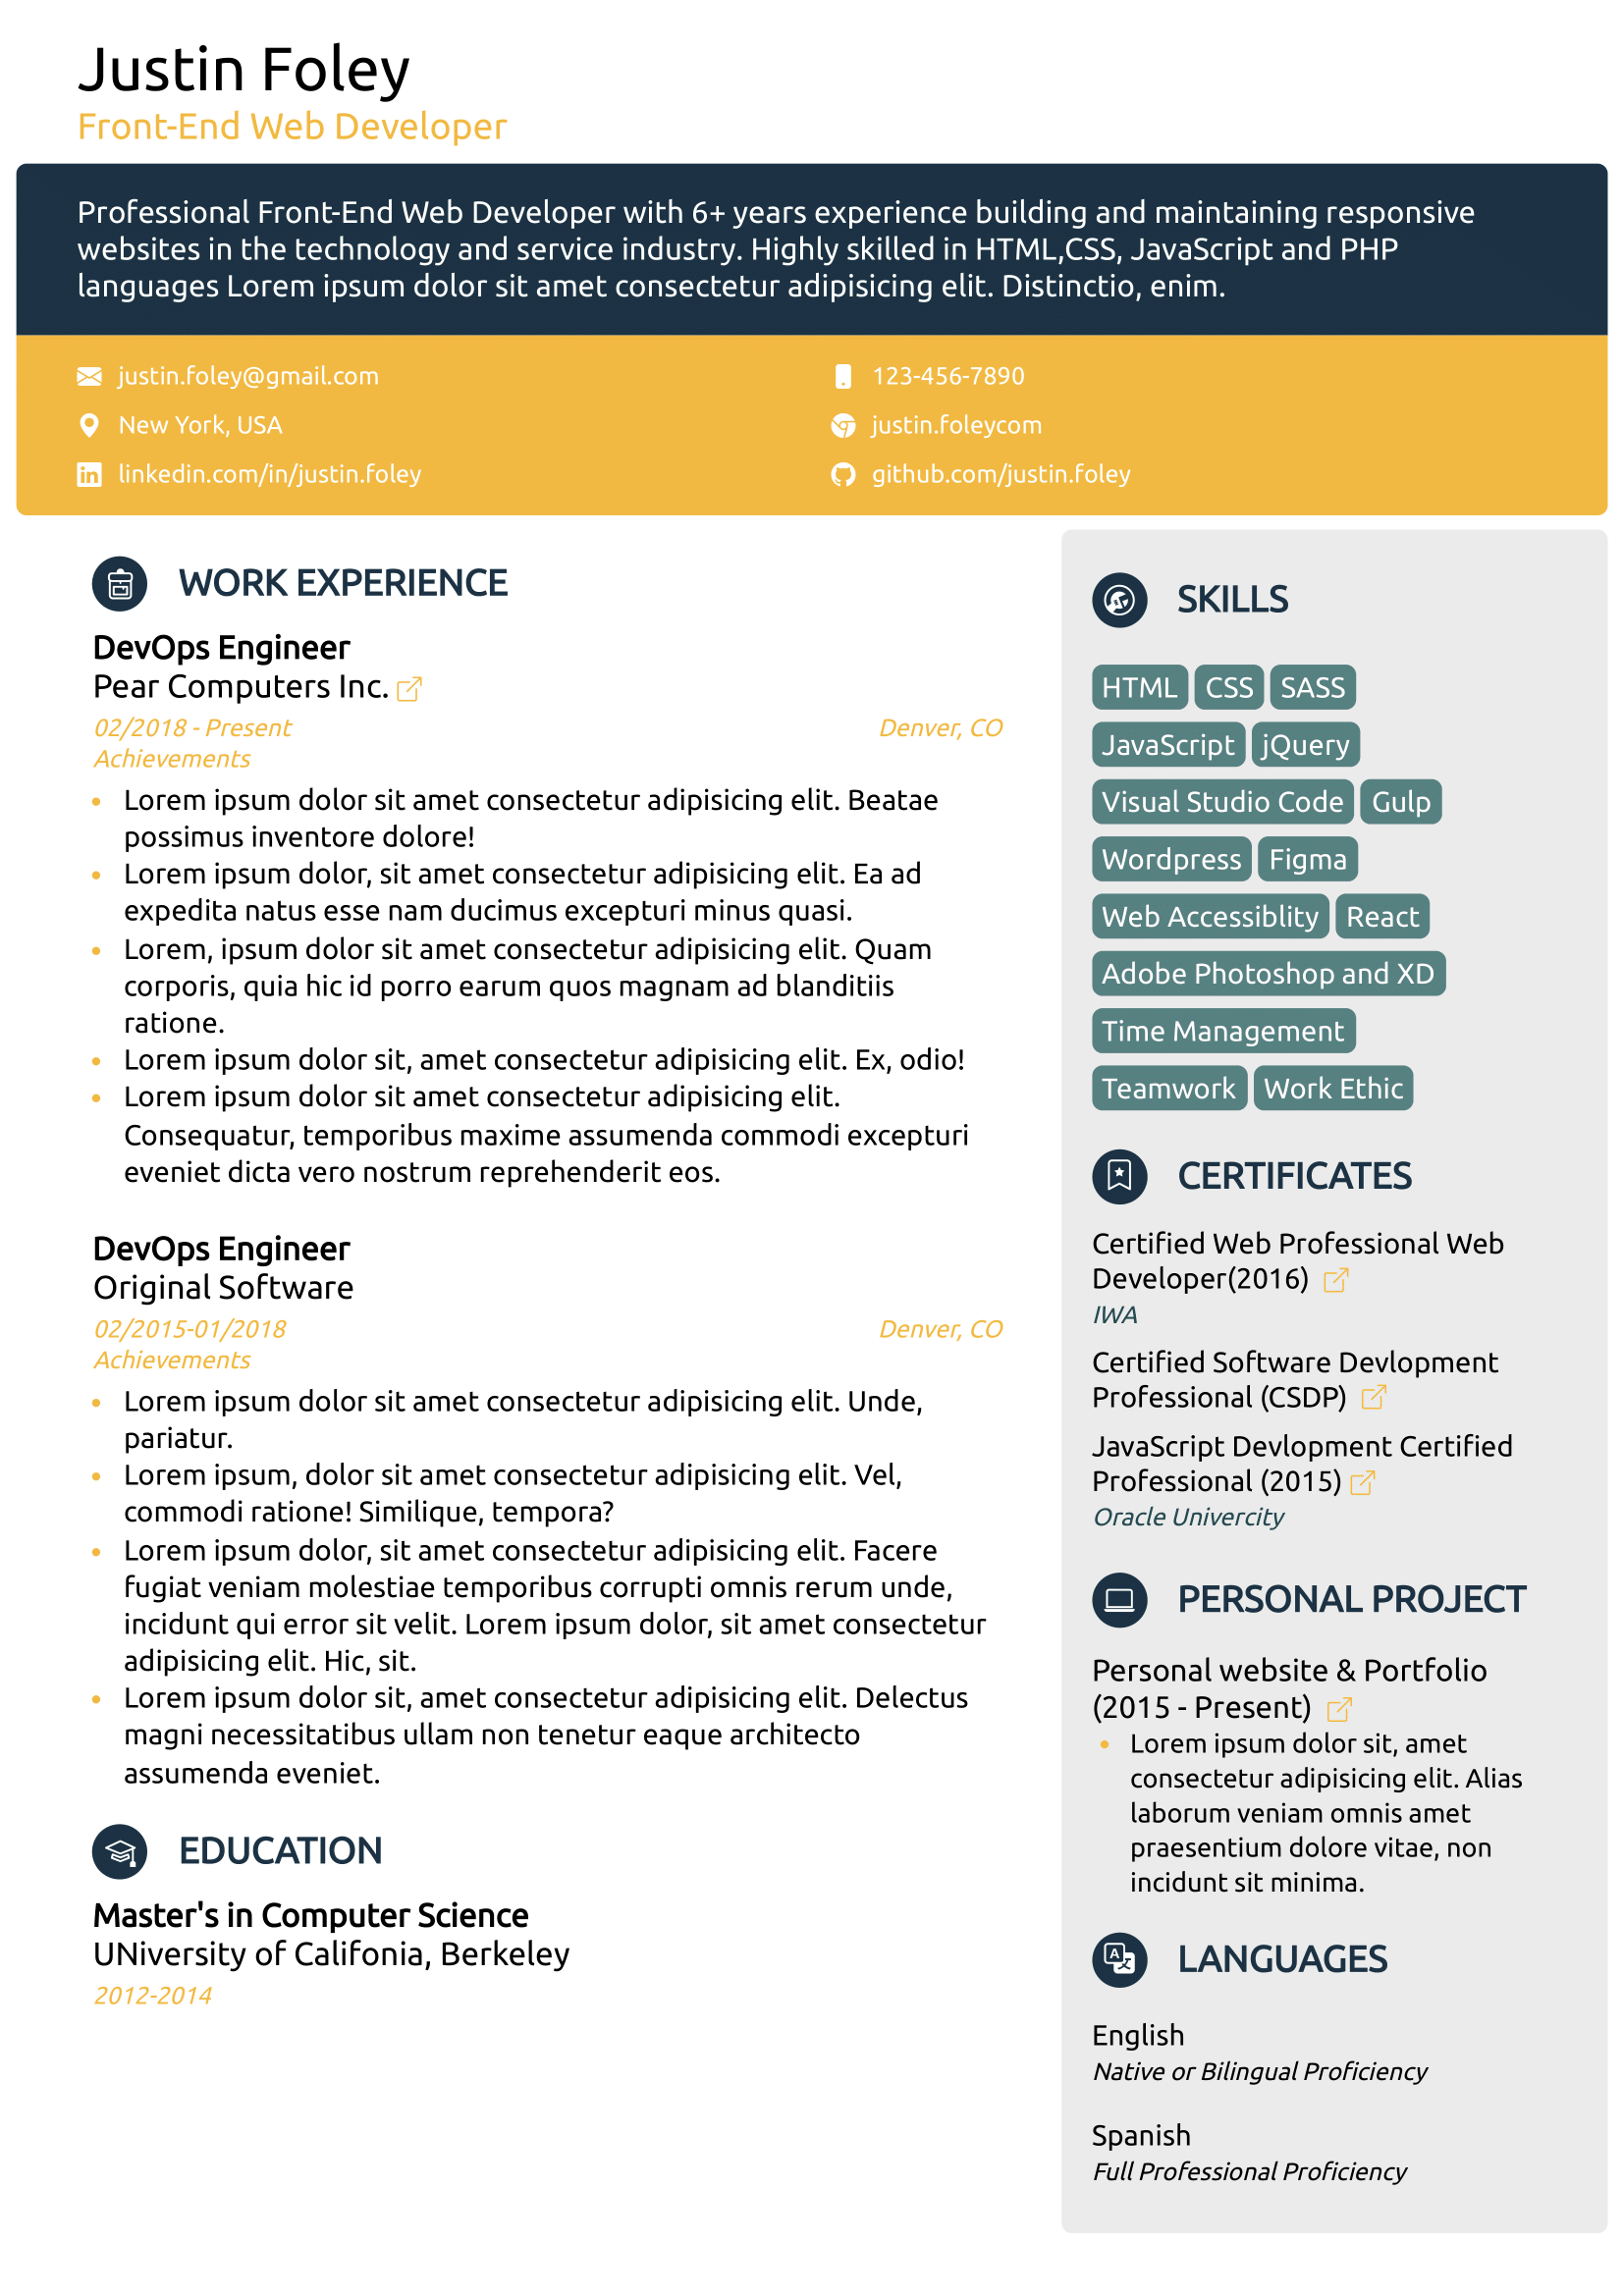 Justin Foley
Front-End Web Developer
Professional Front-End Web Developer with 6+ years experience building and maintaining responsive
websites in the technology and service industry. Highly skilled in HTML,CSS, JavaScript and PHP
languages Lorem ipsum dolor sit amet consectetur adipisicing elit. Distinctio, enim.
justin.foley@gmail.com
123-456-7890
New York, USA
justin.foleycom
linkedin.com/in/justin.foley
github.com/justin.foley
WORK EXPERIENCE
DevOps Engineer
Pear Computers Inc.
02/2018 - Present
Denver, CO
Achievements
• Lorem ipsum dolor sit amet consectetur adipisicing elit. Beatae
possimus inventore dolore!
• Lorem ipsum dolor, sit amet consectetur adipisicing elit. Ea ad
expedita natus esse nam ducimus excepturi minus quasi.
• Lorem, ipsum dolor sit amet consectetur adipisicing elit. Quam
corporis, quia hic id porro earum quos magnam ad blanditiis
ratione.
• Lorem ipsum dolor sit, amet consectetur adipisicing elit. Ex, odio!
• Lorem ipsum dolor sit amet consectetur adipisicing elit.
Consequatur, temporibus maxime assumenda commodi excepturi
eveniet dicta vero nostrum reprehenderit eos.
DevOps Engineer
Original Software
02/2015-01/2018
Denver, CO
Achievements
• Lorem ipsum dolor sit amet consectetur adipisicing elit. Unde,
pariatur.
• Lorem ipsum, dolor sit amet consectetur adipisicing elit. Vel,
commodi ratione! Similique, tempora?
• Lorem ipsum dolor, sit amet consectetur adipisicing elit. Facere
fugiat veniam molestiae temporibus corrupti omnis rerum unde,
incidunt qui error sit velit. Lorem ipsum dolor, sit amet consectetur
adipisicing elit. Hic, sit.
• Lorem ipsum dolor sit, amet consectetur adipisicing elit. Delectus
magni necessitatibus ullam non tenetur eaque architecto
assumenda eveniet.
EDUCATION
Master's in Computer Science
UNiversity of Califonia, Berkeley
2012-2014
SKILLS
HTML CSS SASS
JavaScript jQuery
Visual Studio Code Gulp
Wordpress Figma
Web Accessiblity React
Adobe Photoshop and XD
Time Management
Teamwork Work Ethic
CERTIFICATES
Certified Web Professional Web
Developer(2016)
IWA
Certified Software Devlopment
Professional (CSDP)
JavaScript Devlopment Certified
Professional (2015)
Oracle Univercity
PERSONAL PROJECT
Personal website & Portfolio
(2015 - Present)
• Lorem ipsum dolor sit, amet
consectetur adipisicing elit. Alias
laborum veniam omnis amet
praesentium dolore vitae, non
incidunt sit minima.
LANGUAGES
English
Native or Bilingual Proficiency
Spanish
Full Professional Proficiency